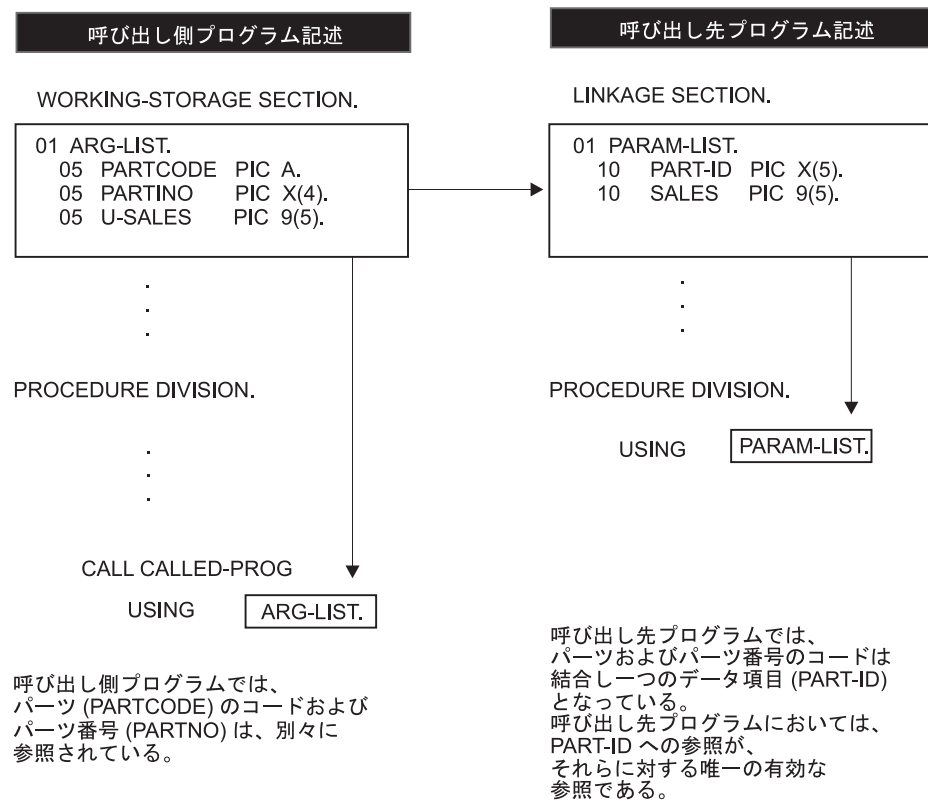 呼び出し側プログラム記述
WORKING-STORAGE SECTION.
01 ARG-LIST.
05 PARTCODE PIC A.
05 PARTINO PIC X(4).
05 U-SALES PIC 9(5).
.
.
.
PROCEDURE DIVISION.
.
.
.
CALL CALLED-PROG
USING ARG-LIST.
呼び出し側プログラムでは、
パーツ (PARTCODE) のコードおよび
パーツ番号 (PARTNO) は、別々に
参照されている。
呼び出し先プログラム記述
LINKAGE SECTION.
01 PARAM-LIST.
10 PART-ID PIC X(5).
10 SALES PIC 9(5).
.
.
.
PROCEDURE DIVISION.
USING PARAM-LIST.
呼び出し先プログラムでは、
パーツおよびパーツ番号のコードは
結合し一つのデータ項目 (PART-ID)
となっている。
呼び出し先プログラムにおいては、
PART-ID への参照が、
それらに対する唯一の有効な
参照である。